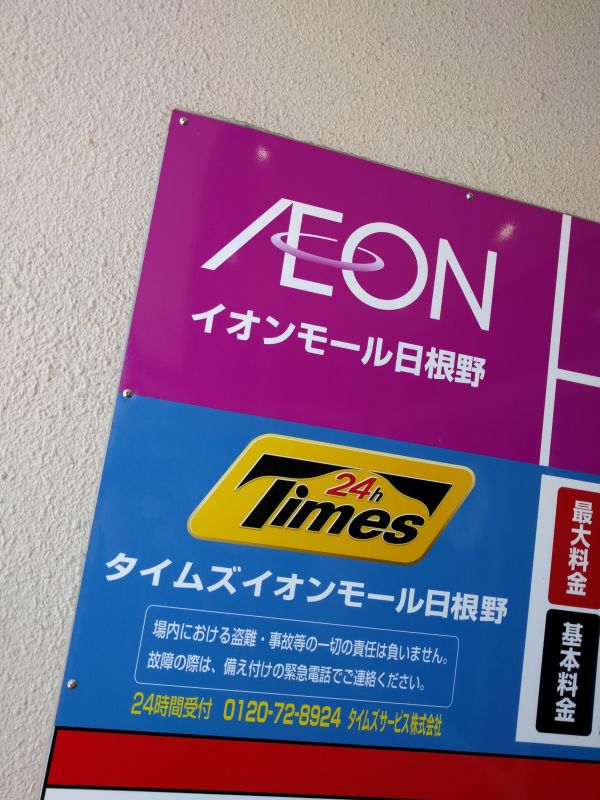 ÆON
イオンモール日根野
24h
Times
タイムズイオンモール日根野
場内における盗難・事故等の一切の責任は負いません。
故障の際は、備え付けの緊急電話でご連絡ください。
24時間受付 0120-72-8924 タイムズサービス株式会社
最大料金
基本料金